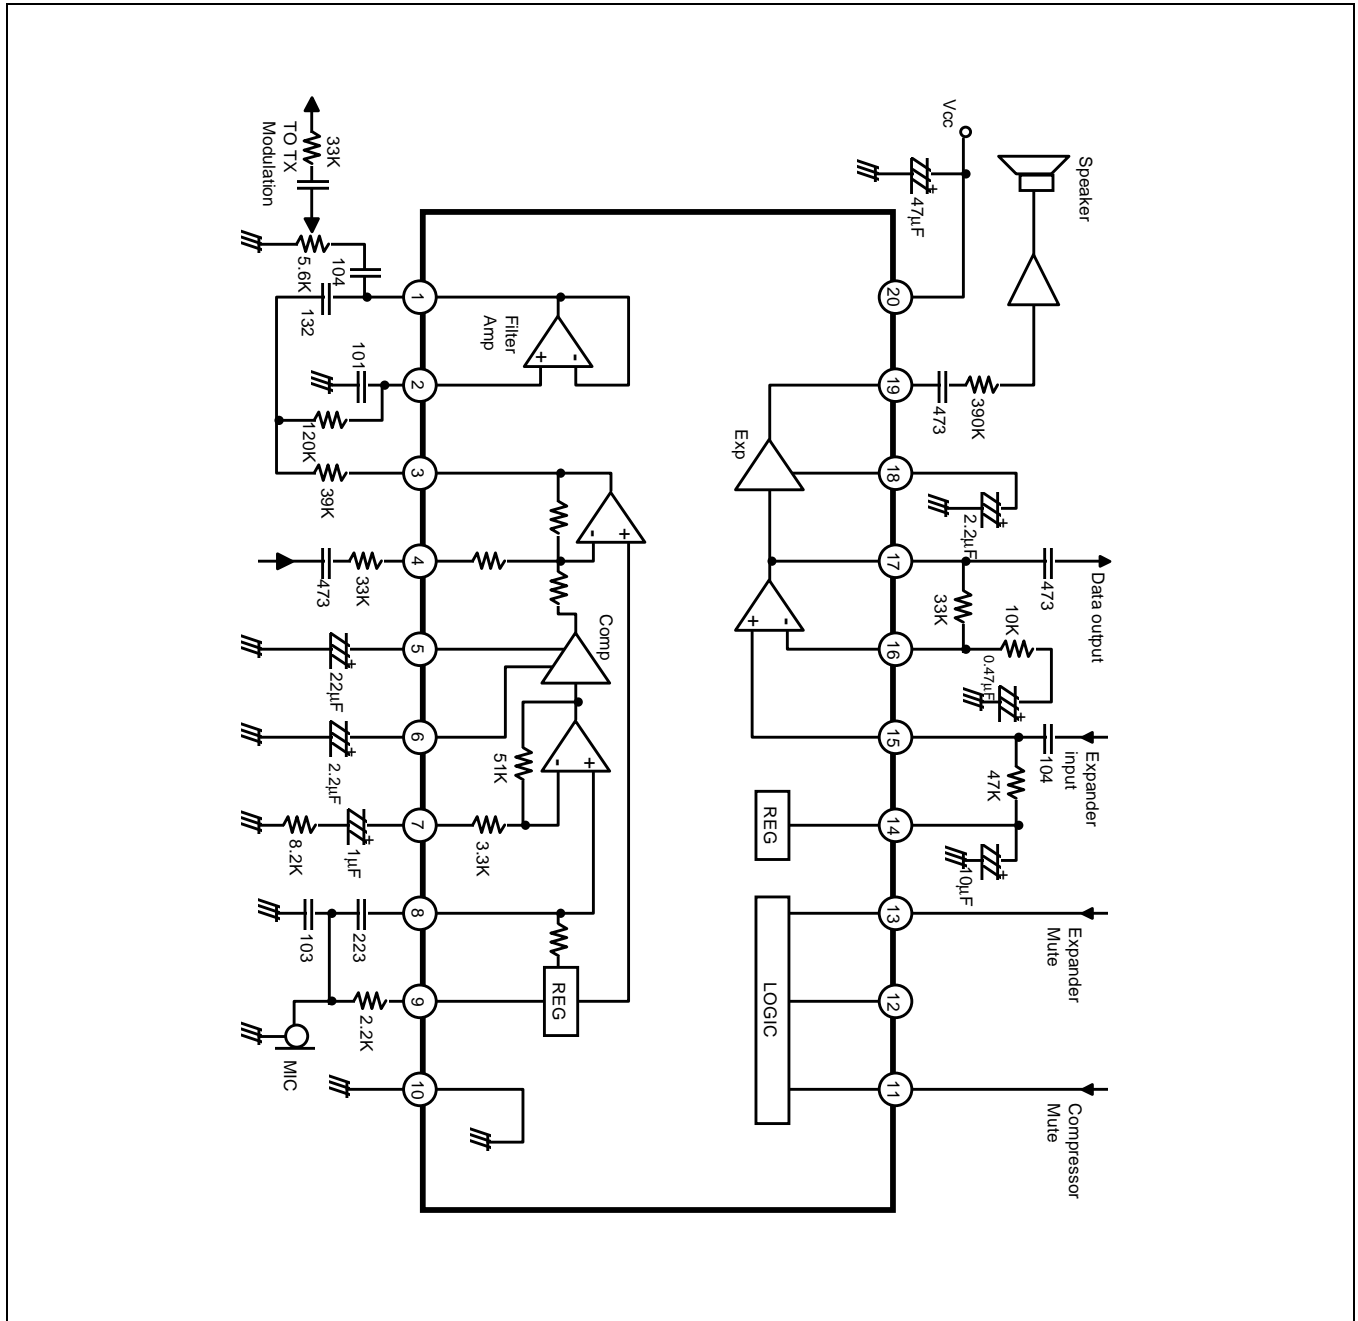 Speaker
Vcc
47µF
+
20
19
473
390K
18
2.2µF
+
17
473
Data output
33K
16
10K
0.47µF
+
15
104
Expander
input
47K
14
10µF
+
13
Expander
Mute
12
11
Compressor
Mute
Exp
+
-
REG
LOGIC
TO TX
Modulation
33K
5.6K
104
1
132
Filter
Amp
+
-
2
101
120K
3
39K
-
+
4
473
33K
Comp
5
22µF
+
6
2.2µF
+
51K
-
+
7
3.3K
1µF
+
8.2K
8
223
103
REG
9
2.2K
MIC
10